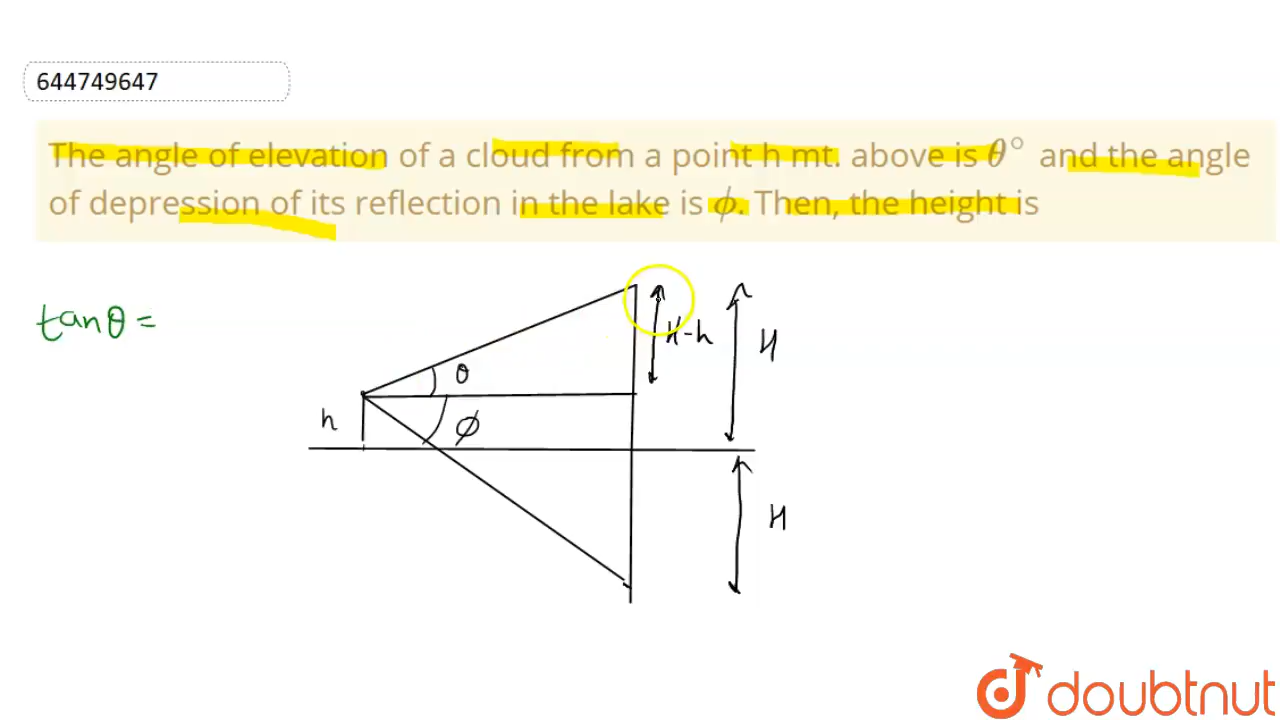 644749647
The angle of elevation of a cloud from a point h mt. above is θ° and the angle
of depression of its reflection in the lake is ϕ. Then, the height is
tanθ=
H-h
H
θ
h
ϕ
H
doubtnut